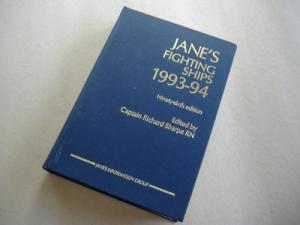 JANE'S
FIGHTING
SHIPS
1993-94
Ninety-sixth edition
Edited by
Captain Richard Sharpe RN
JANE'S INFORMATION GROUP